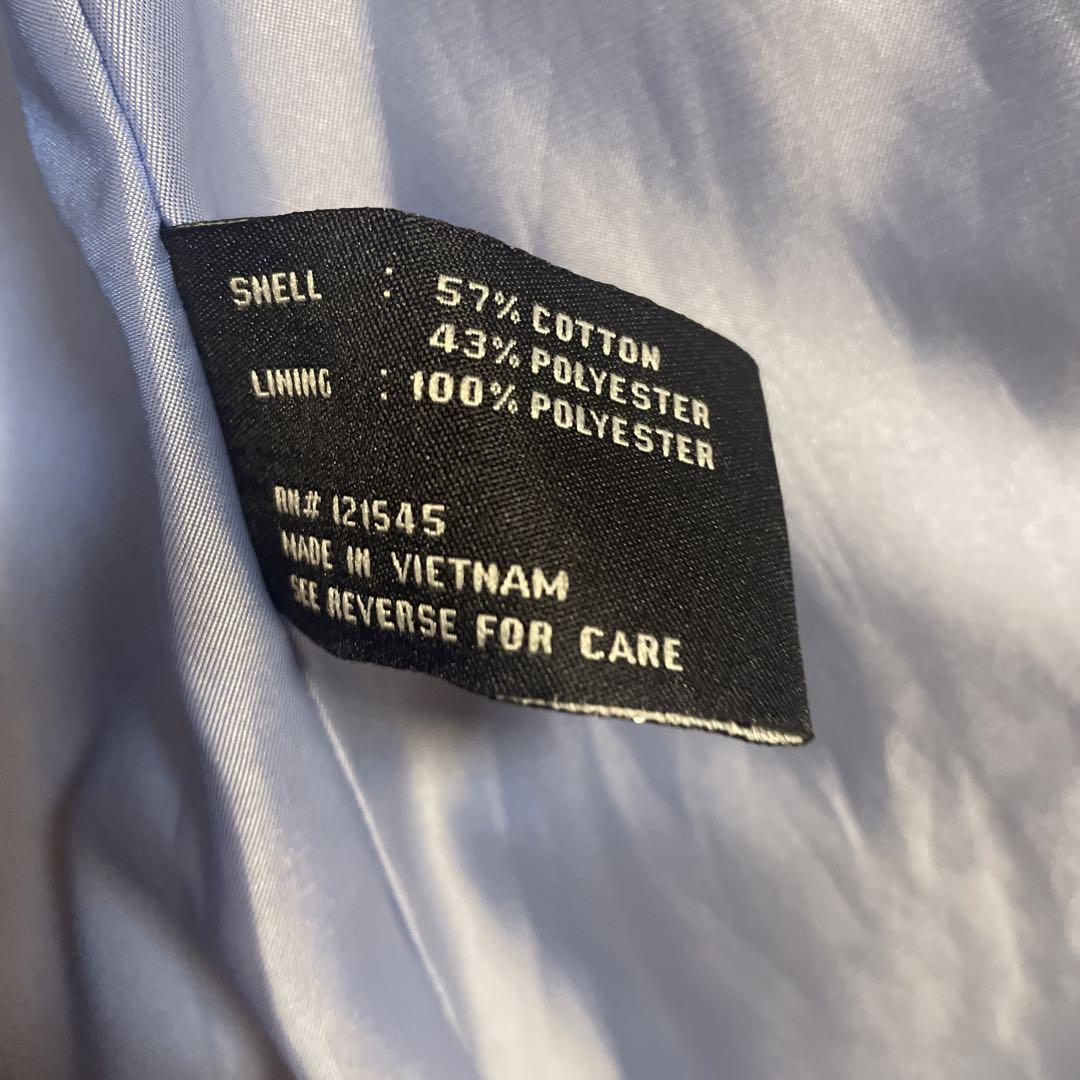 SHELL : 57% COTTON
43% POLYESTER
LINING : 100% POLYESTER
RN# 121545
MADE IN VIETNAM
SEE REVERSE FOR CARE